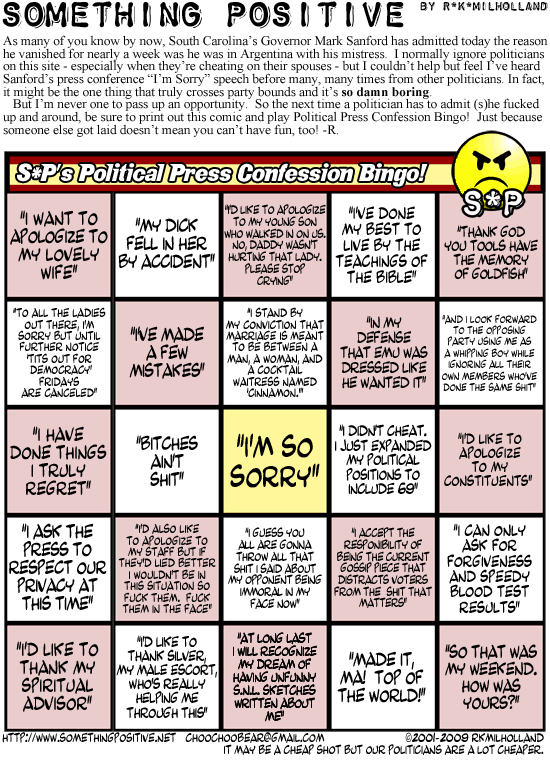 SOMETHING POSITIVE BY R*K*MILHOLLAND
As many of you know by now, South Carolina's Governor Mark Sanford has admitted today the reason
he vanished for nearly a week was he was in Argentina with his mistress. I normally ignore politicians
on this site - especially when they're cheating on their spouses - but I couldn't help but feel I've heard
Sanford's press conference "I'm Sorry" speech before many, many times from other politicians. In fact,
it might be the one thing that truly crosses party bounds and it's so damn boring.
But I'm never one to pass up an opportunity. So the next time a politician has to admit (s)he fucked
up and around, be sure to print out this comic and play Political Press Confession Bingo! Just because
someone else got laid doesn't mean you can't have fun, too! -R.
S*P's Political Press Confession Bingo!
S*P
"I WANT TO
APOLOGIZE TO
MY LOVELY
WIFE"
"MY DICK
FELL IN HER
BY ACCIDENT"
"I'D LIKE TO APOLOGIZE
TO MY YOUNG SON
WHO WALKED IN ON US.
NO, DADDY WASN'T
HURTING THAT LADY.
PLEASE STOP
CRYING"
"I'VE DONE
MY BEST TO
LIVE BY THE
TEACHINGS OF
THE BIBLE"
"THANK GOD
YOU TOOLS HAVE
THE MEMORY
OF GOLDFISH"
"TO ALL THE LADIES
OUT THERE, I'M
SORRY BUT UNTIL
FURTHER NOTICE
'TITS OUT FOR
DEMOCRACY'
FRIDAYS
ARE CANCELED"
"I'VE MADE
A FEW
MISTAKES"
"I STAND BY
MY CONVICTION THAT
MARRIAGE IS MEANT
TO BE BETWEEN A
MAN, A WOMAN, AND
A COCKTAIL
WAITRESS NAMED
'CINNAMON.'"
"IN MY
DEFENSE
THAT EMU WAS
DRESSED LIKE
HE WANTED IT"
"AND I LOOK FORWARD
TO THE OPPOSING
PARTY USING ME AS
A WHIPPING BOY WHILE
IGNORING ALL THEIR
OWN MEMBERS WHO'VE
DONE THE SAME SHIT"
"I HAVE
DONE THINGS
I TRULY
REGRET"
"BITCHES
AIN'T
SHIT"
"I'M SO
SORRY"
"I DIDN'T CHEAT.
I JUST EXPANDED
MY POLITICAL
POSITIONS TO
INCLUDE 69"
"I'D LIKE TO
APOLOGIZE
TO MY
CONSTITUENTS"
"I ASK THE
PRESS TO
RESPECT OUR
PRIVACY AT
THIS TIME"
"I'D ALSO LIKE
TO APOLOGIZE TO
MY STAFF BUT IF
THEY'D LIED BETTER
I WOULDN'T BE IN
THIS SITUATION SO
FUCK THEM. FUCK
THEM IN THE FACE"
"I GUESS YOU
ALL ARE GONNA
THROW ALL THAT
SHIT I SAID ABOUT
MY OPPONENT BEING
IMMORAL IN MY
FACE NOW"
"I ACCEPT THE
RESPONIBILITY OF
BEING THE CURRENT
GOSSIP PIECE THAT
DISTRACTS VOTERS
FROM THE SHIT THAT
MATTERS"
"I CAN ONLY
ASK FOR
FORGIVENESS
AND SPEEDY
BLOOD TEST
RESULTS"
"I'D LIKE TO
THANK MY
SPIRITUAL
ADVISOR"
"I'D LIKE TO
THANK SILVER,
MY MALE ESCORT,
WHO'S REALLY
HELPING ME
THROUGH THIS"
"AT LONG LAST
I WILL RECOGNIZE
MY DREAM OF
HAVING UNFUNNY
S.N.L. SKETCHES
WRITTEN ABOUT
ME"
"MADE IT,
MA! TOP OF
THE WORLD!"
"SO THAT WAS
MY WEEKEND.
HOW WAS
YOURS?"
HTTP://WWW.SOMETHINGPOSITIVE.NET CHOOCHOOBEAR@GMAIL.COM ©2001-2009 RKMILHOLLAND
IT MAY BE A CHEAP SHOT BUT OUR POLITICIANS ARE A LOT CHEAPER.